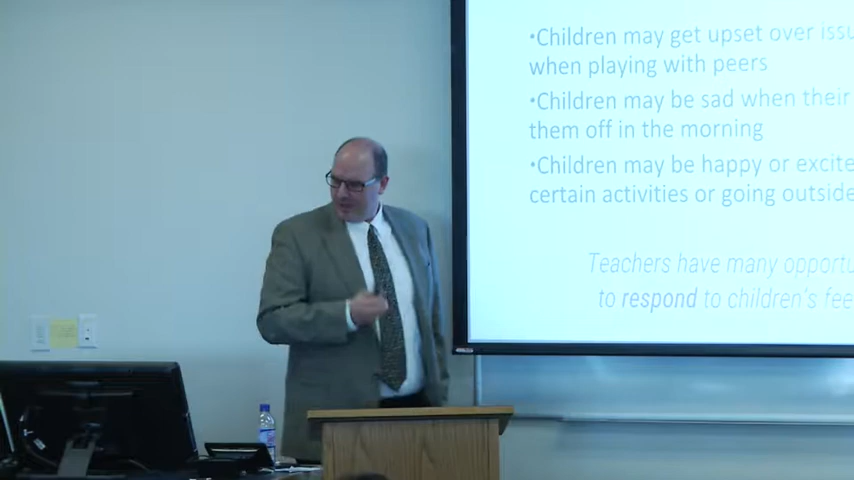 •Children may get upset over issu
when playing with peers
•Children may be sad when their
them off in the morning
•Children may be happy or excite
certain activities or going outside
Teachers have many opportu
to respond to children's fee